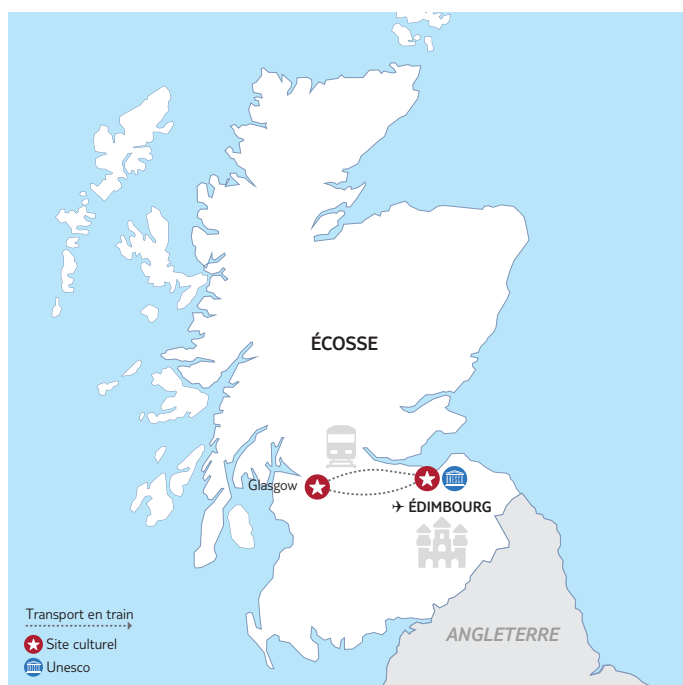 ÉCOSSE
Glasgow
ÉDIMBOURG
Transport en train
Site culturel
Unesco
ANGLETERRE